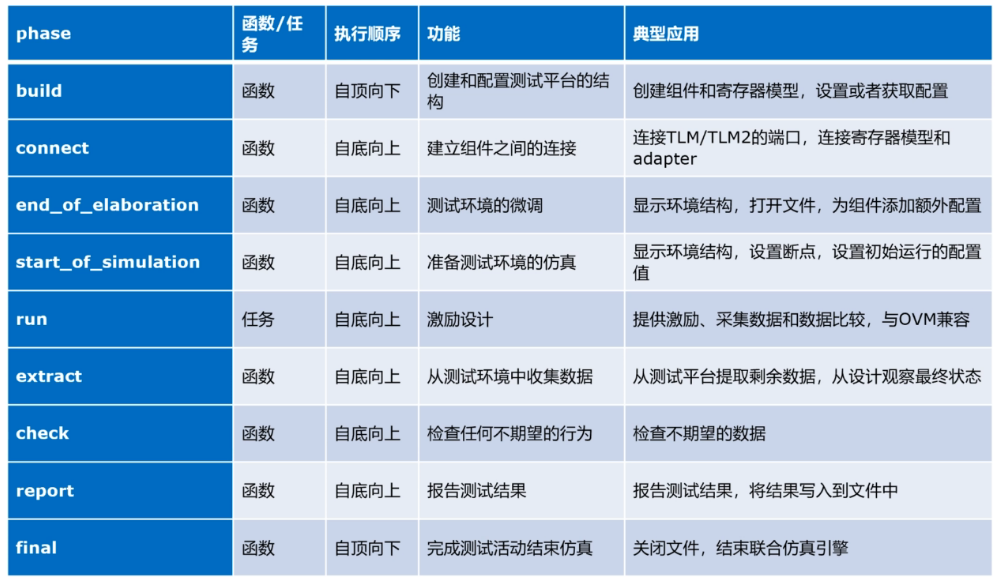 phase
函数/任
务
执行顺序
功能
典型应用
build
函数
自顶向下
创建和配置测试平台的结
构
创建组件和寄存器模型，设置或者获取配置
connect
函数
自底向上
建立组件之间的连接
连接TLM/TLM2的端口，连接寄存器模型和
adapter
end_of_elaboration
函数
自底向上
测试环境的微调
显示环境结构，打开文件，为组件添加额外配置
start_of_simulation
函数
自底向上
准备测试环境的仿真
显示环境结构，设置断点，设置初始运行的配置
值
run
任务
自底向上
激励设计
提供激励、采集数据和数据比较，与OVM兼容
extract
函数
自底向上
从测试环境中收集数据
从测试平台提取剩余数据，从设计观察最终状态
check
函数
自底向上
检查任何不期望的行为
检查不期望的数据
report
函数
自底向上
报告测试结果
报告测试结果，将结果写入到文件中
final
函数
自顶向下
完成测试活动结束仿真
关闭文件，结束联合仿真引擎